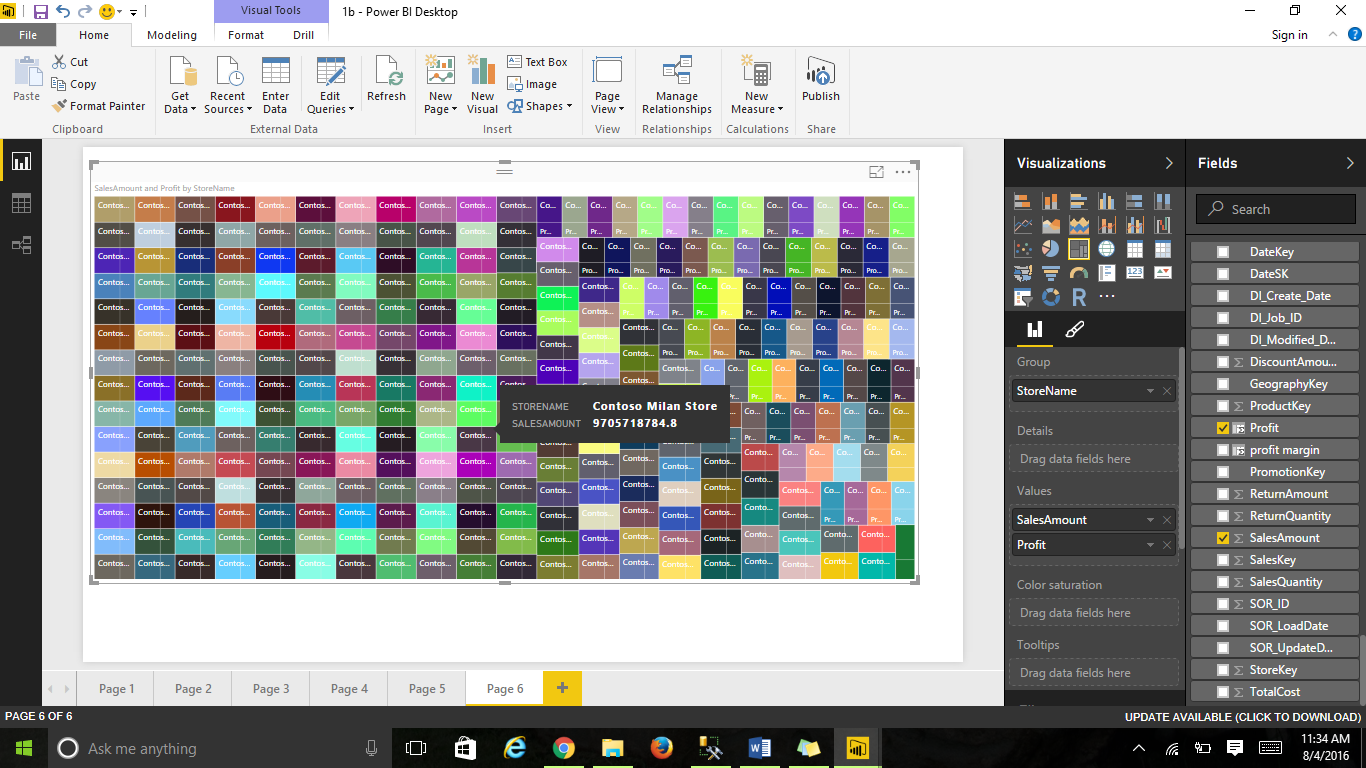 Visual Tools
1b - Power BI Desktop
File
Home
Modeling
Format
Drill
Sign in
Paste
Cut
Copy
Format Painter
Clipboard
Get Data
Recent Sources
Enter Data
Edit Queries
Refresh
External Data
New Page
New Visual
Text Box
Image
Shapes
Insert
Page View
View
Manage Relationships
Relationships
New Measure
Calculations
Publish
Share
SalesAmount and Profit by StoreName
Contos...
Co...
Pr...
STORENAME Contoso Milan Store
SALESAMOUNT 9705718784.8
Visualizations
R
123
Group
StoreName
Details
Drag data fields here
Values
SalesAmount
Profit
Color saturation
Drag data fields here
Tooltips
Drag data fields here
Fields
Search
DateKey
DateSK
DI_Create_Date
DI_Job_ID
DI_Modified_D...
DiscountAmou...
GeographyKey
ProductKey
Profit
profit margin
PromotionKey
ReturnAmount
ReturnQuantity
SalesAmount
SalesKey
SalesQuantity
SOR_ID
SOR_LoadDate
SOR_UpdateD...
StoreKey
TotalCost
Page 1
Page 2
Page 3
Page 4
Page 5
Page 6
PAGE 6 OF 6
UPDATE AVAILABLE (CLICK TO DOWNLOAD)
Ask me anything
11:34 AM
8/4/2016